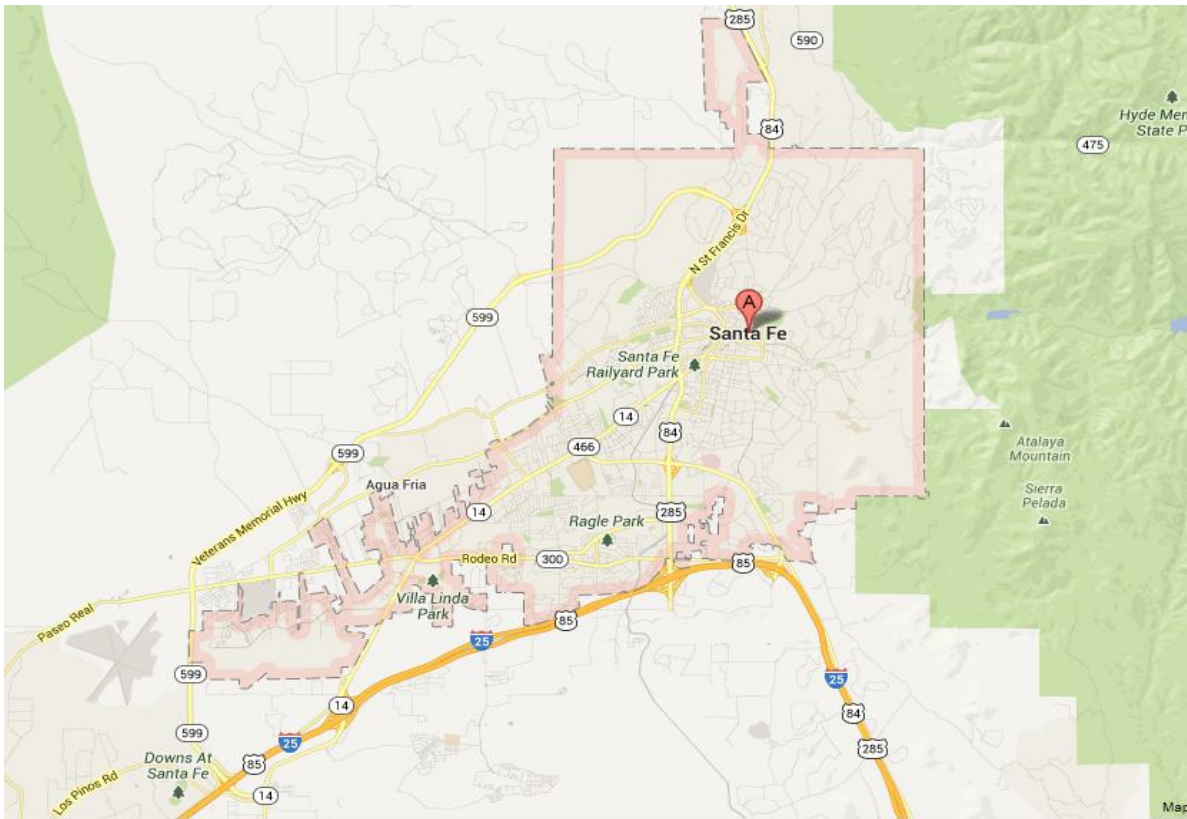 285
590
Hyde Mem
State P
84
475
N St Francis Dr
A
599
Santa Fe
Santa Fe
Railyard Park
14
84
466
599
Atalaya
Mountain
Agua Fria
Sierra
Pelada
Veterans Memorial Hwy
14
285
Ragle Park
Rodeo Rd
300
85
Villa Linda
Park
Paseo Real
85
25
599
25
14
84
599
25
285
Downs At
Santa Fe
85
Los Pinos Rd
14
Map